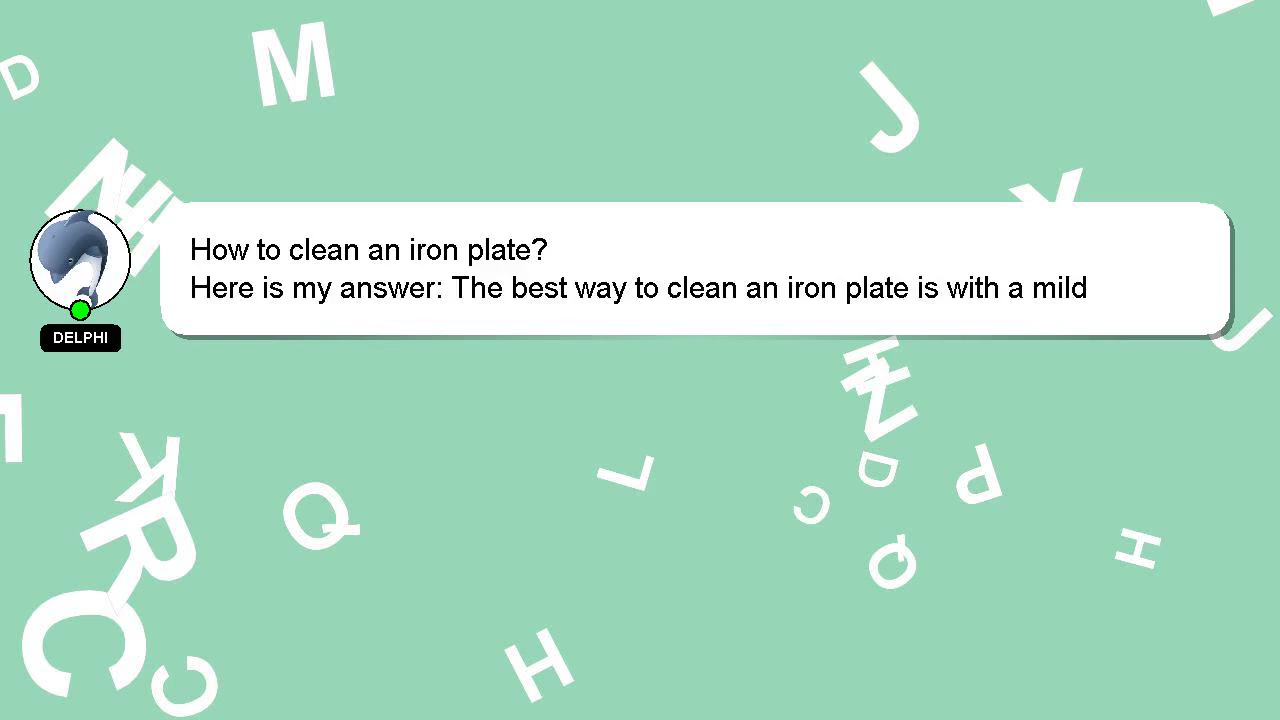 How to clean an iron plate?
Here is my answer: The best way to clean an iron plate is with a mild
DELPHI
D
M
J
N
H
Y
J
H
Z
K
R
C
C
Q
L
C
D
P
Q
H
H